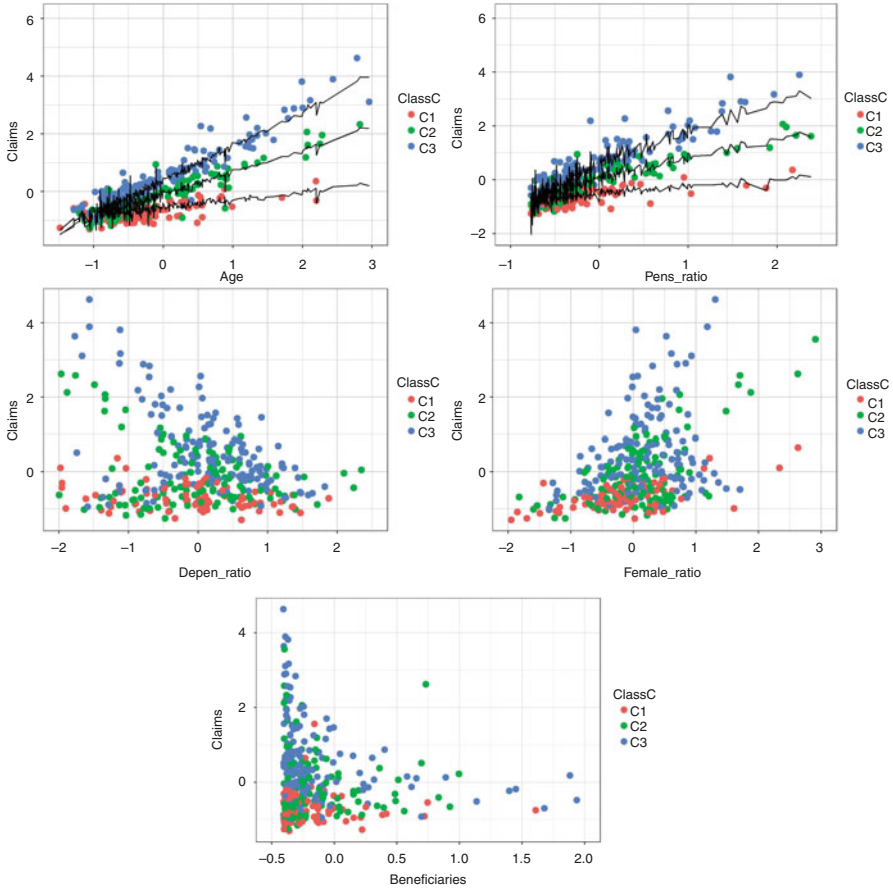 6
4
2
0
Claims
−1
0
1
2
3
Age
ClassC
C1
C2
C3
6
4
2
0
−2
Claims
−1
0
1
2
Pens_ratio
ClassC
C1
C2
C3
4
2
0
Claims
−2
−1
0
1
2
Depen_ratio
ClassC
C1
C2
C3
4
2
0
Claims
−2
−1
0
1
2
3
Female_ratio
ClassC
C1
C2
C3
4
2
0
Claims
−0.5
0.0
0.5
1.0
1.5
2.0
Beneficiaries
ClassC
C1
C2
C3